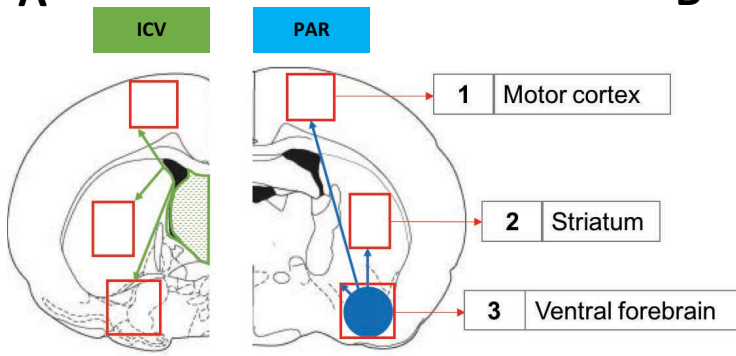 ICV
PAR
1 Motor cortex
2 Striatum
3 Ventral forebrain